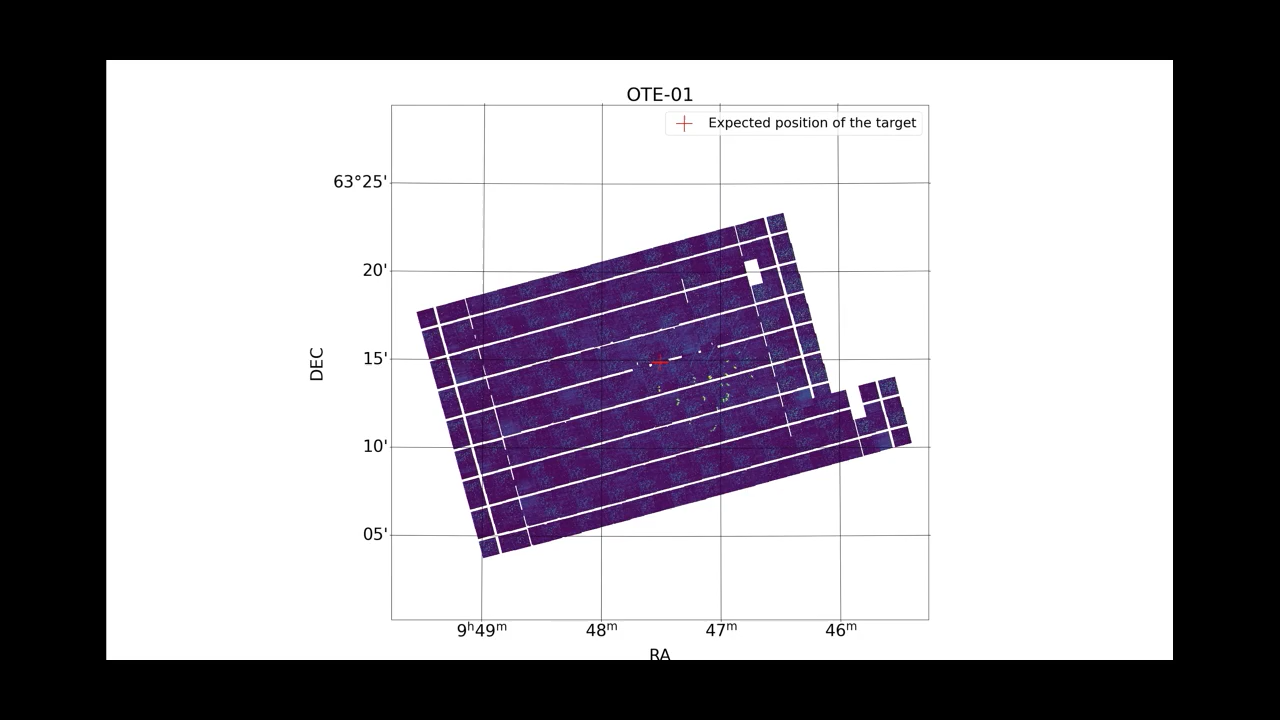 OTE-01
Expected position of the target
63°25'
20'
15'
10'
05'
DEC
9ʰ49ᵐ 48ᵐ 47ᵐ 46ᵐ
RA